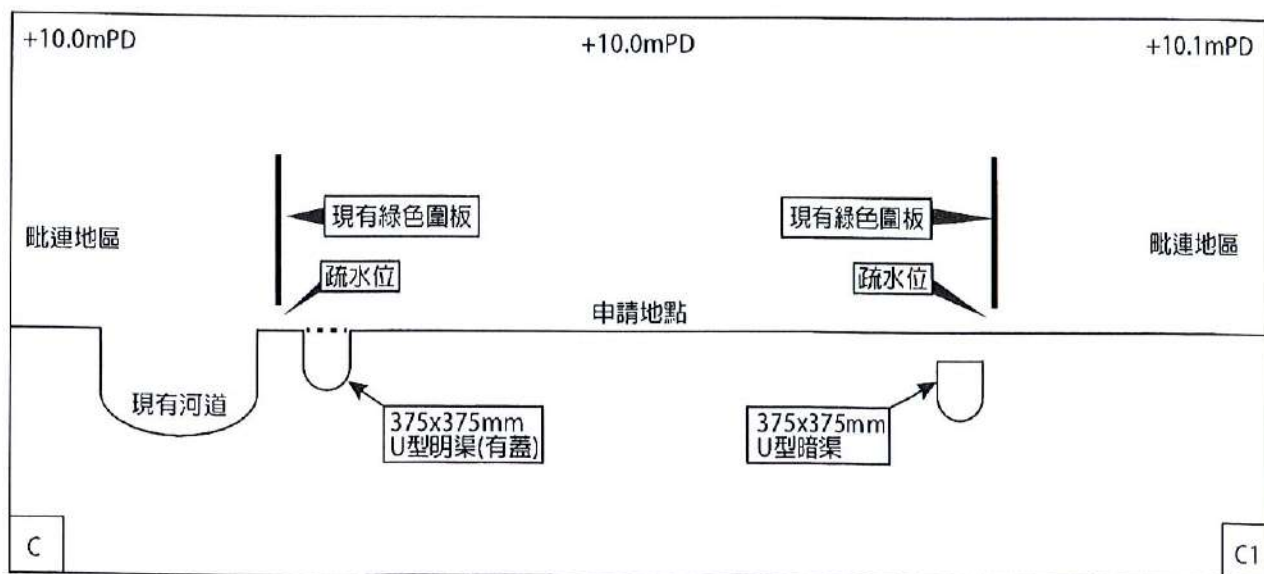 +10.0mPD
+10.0mPD
+10.1mPD
現有綠色圍板
現有綠色圍板
毗連地區
毗連地區
疏水位
疏水位
申請地點
現有河道
375x375mm
U型明渠(有蓋)
375x375mm
U型暗渠
C
C1